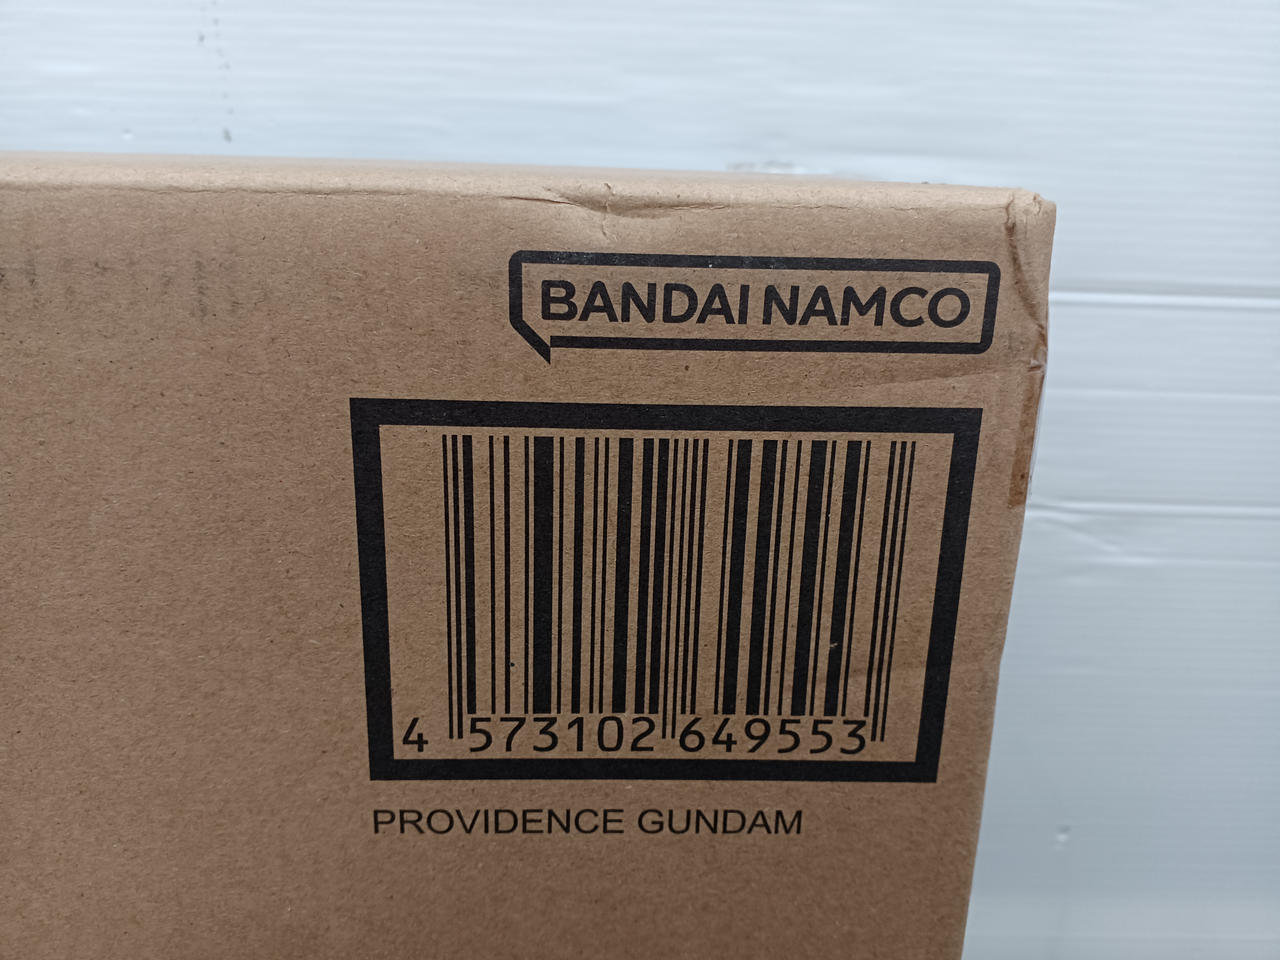 BANDAI NAMCO
4 573102 649553
PROVIDENCE GUNDAM